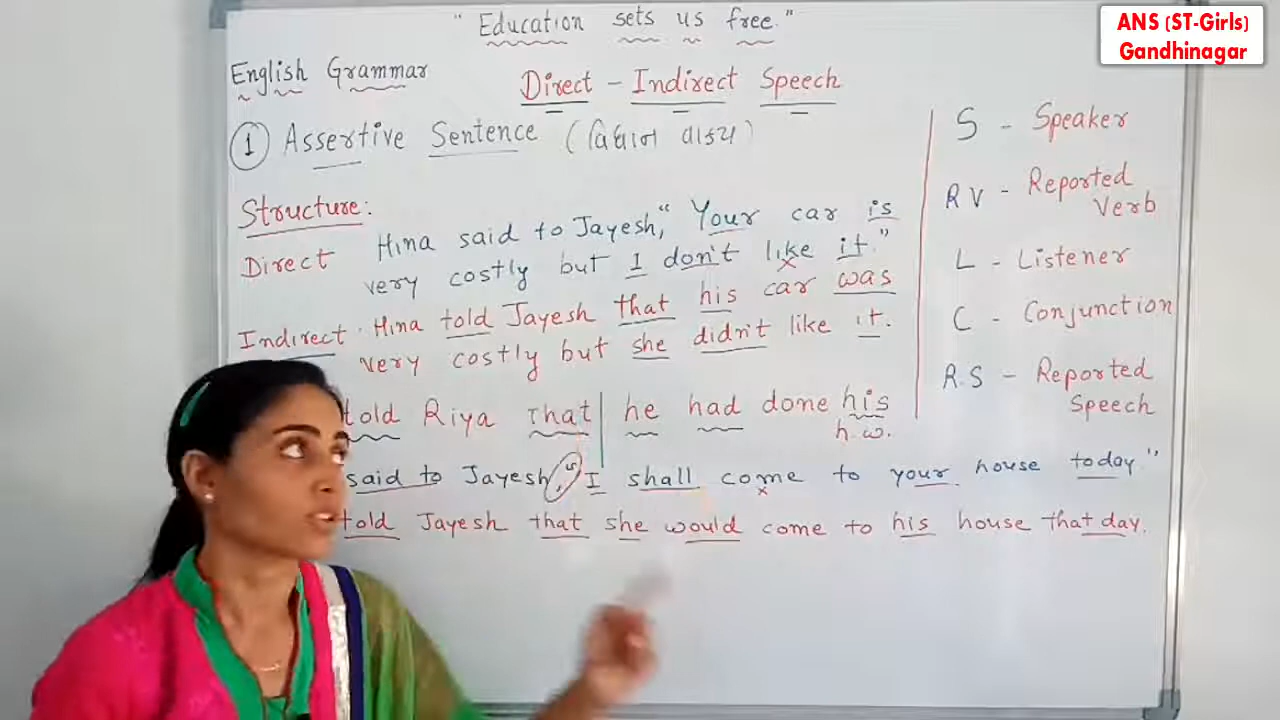 "Education sets us free."
ANS (ST-Girls)
Gandhinagar
English Grammar
Direct - Indirect Speech
① Assertive Sentence (વિધાન વાક્ય)
Structure:
Direct Hina said to Jayesh, "Your car is
very costly but I don't like it."
Indirect. Hina told Jayesh that his car was
very costly but she didn't like it.
told Riya that he had done his
h.w.
said to Jayesh, "I shall come to your house today"
told Jayesh that she would come to his house that day.
S - Speaker
RV - Reported
Verb
L - Listener
C - Conjunction
R.S - Reported
Speech